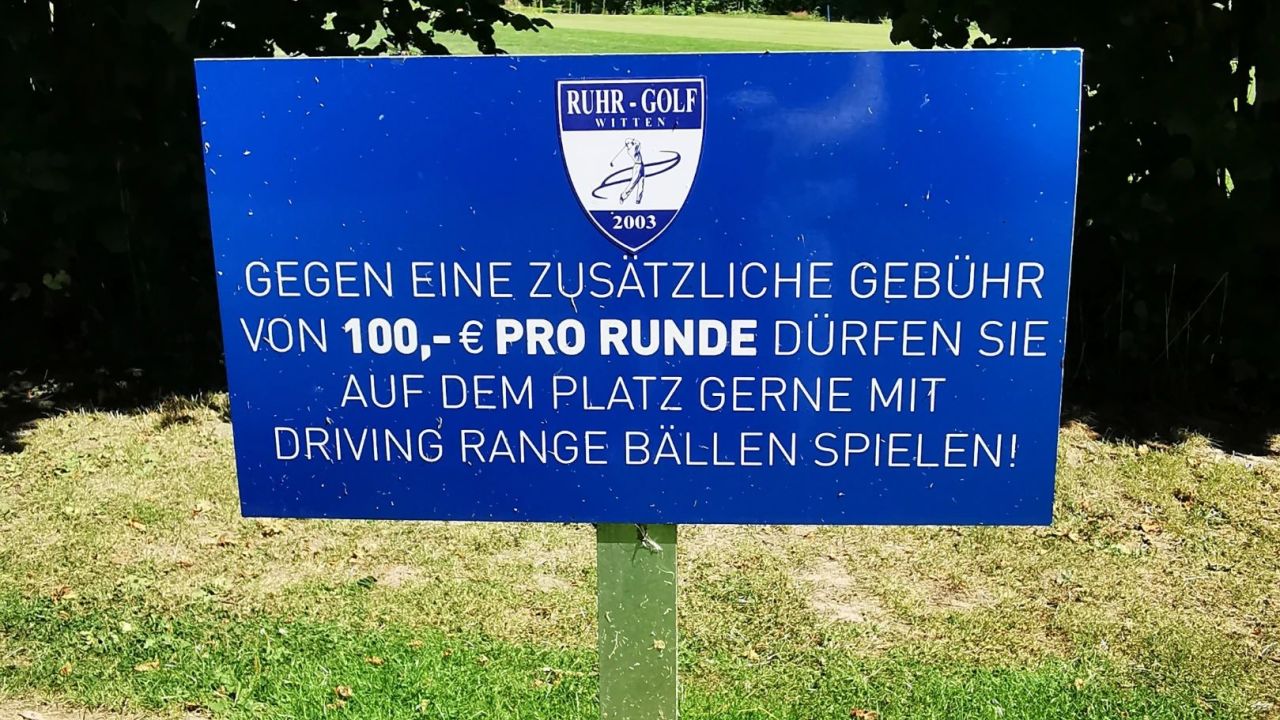 RUHR - GOLF
WITTEN
2003
GEGEN EINE ZUSÄTZLICHE GEBÜHR
VON 100,- € PRO RUNDE DÜRFEN SIE
AUF DEM PLATZ GERNE MIT
DRIVING RANGE BÄLLEN SPIELEN!